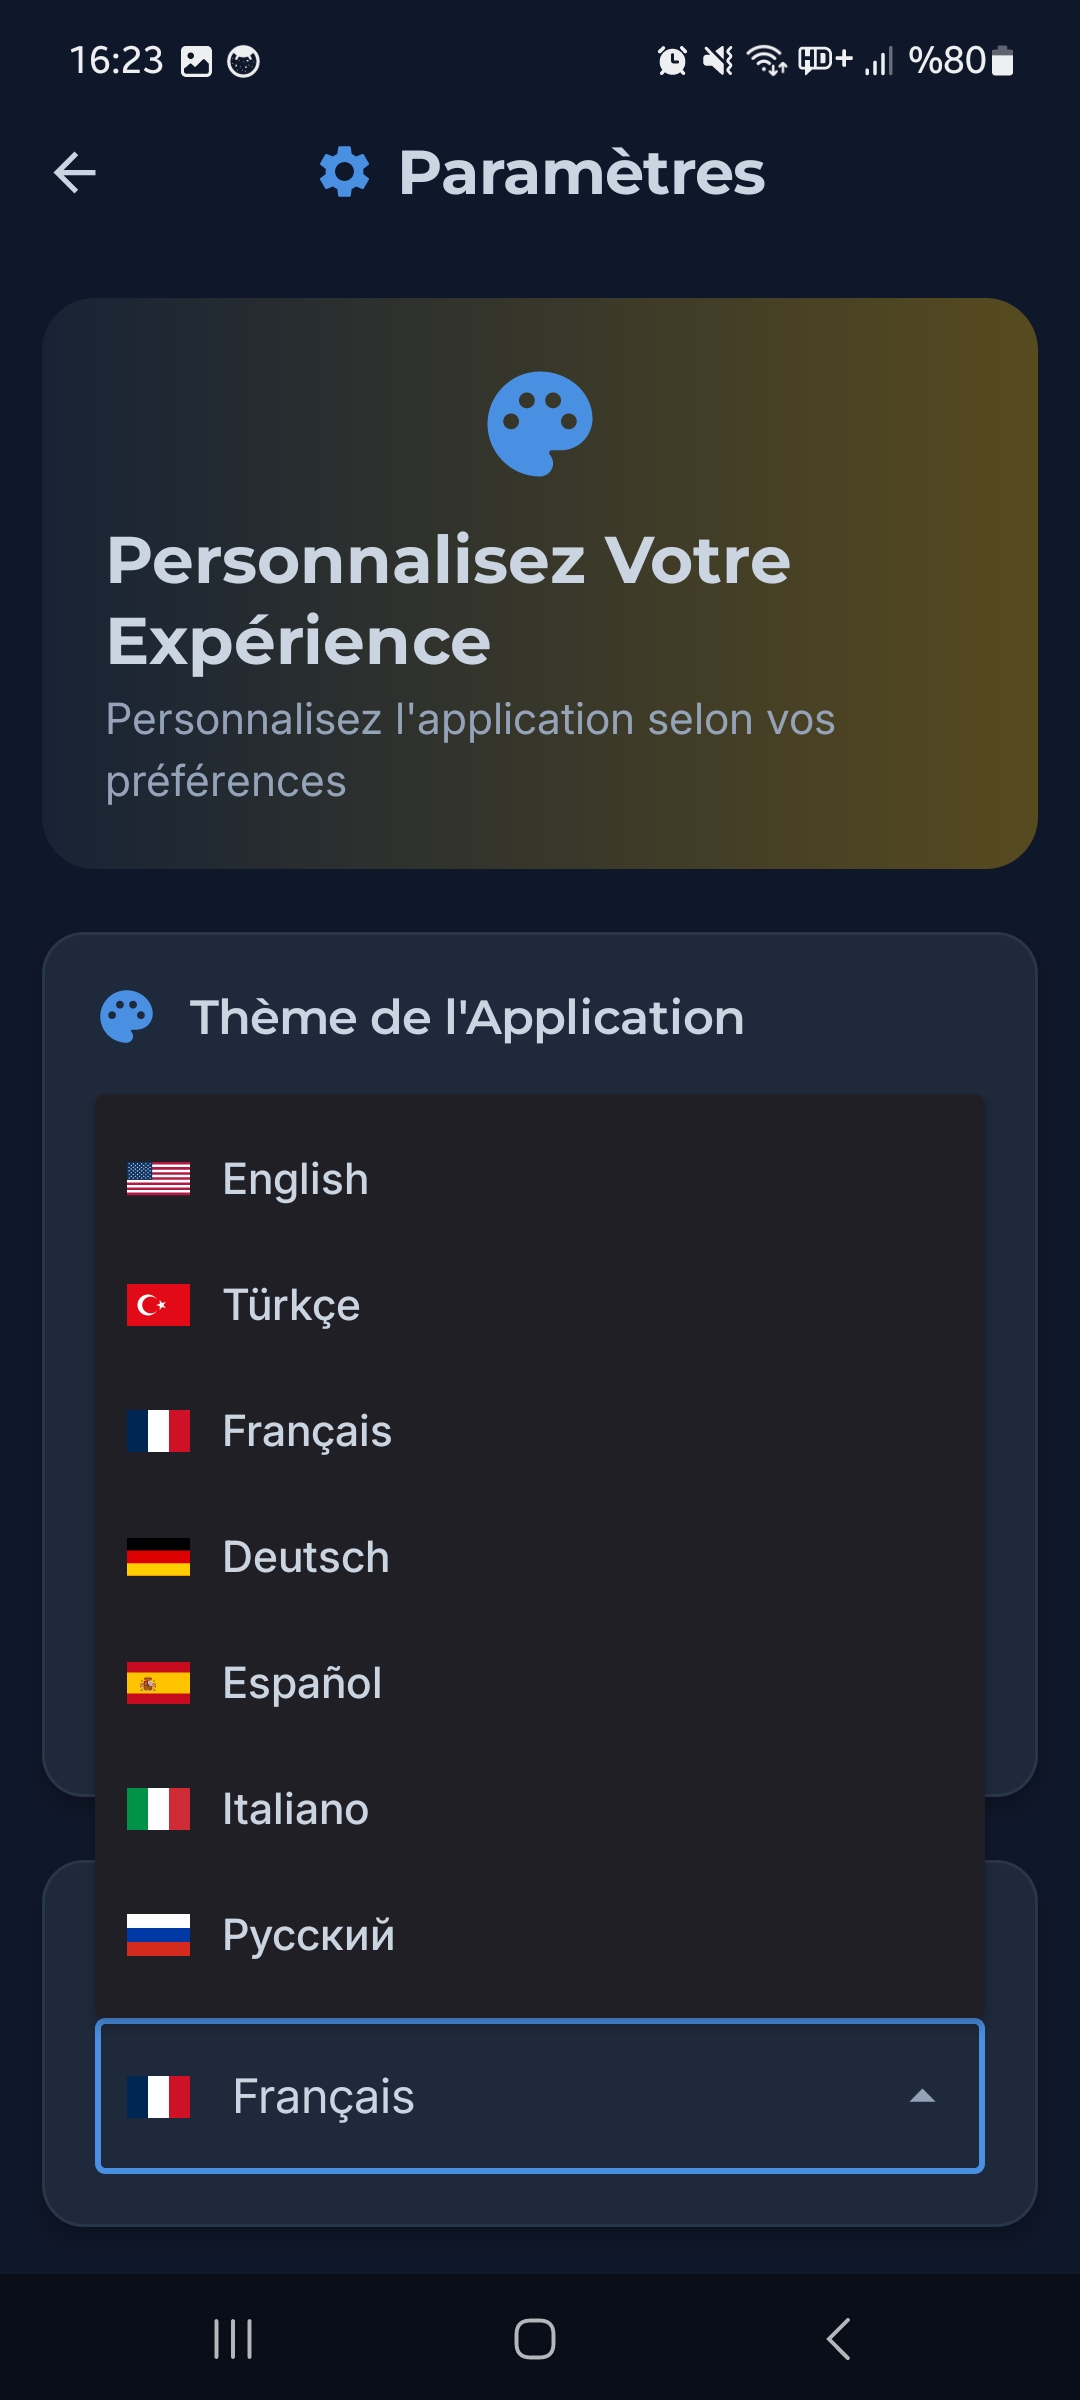 16:23
HD+
%80
Paramètres
Personnalisez Votre
Expérience
Personnalisez l'application selon vos
préférences
Thème de l'Application
English
Türkçe
Français
Deutsch
Español
Italiano
Русский
Français